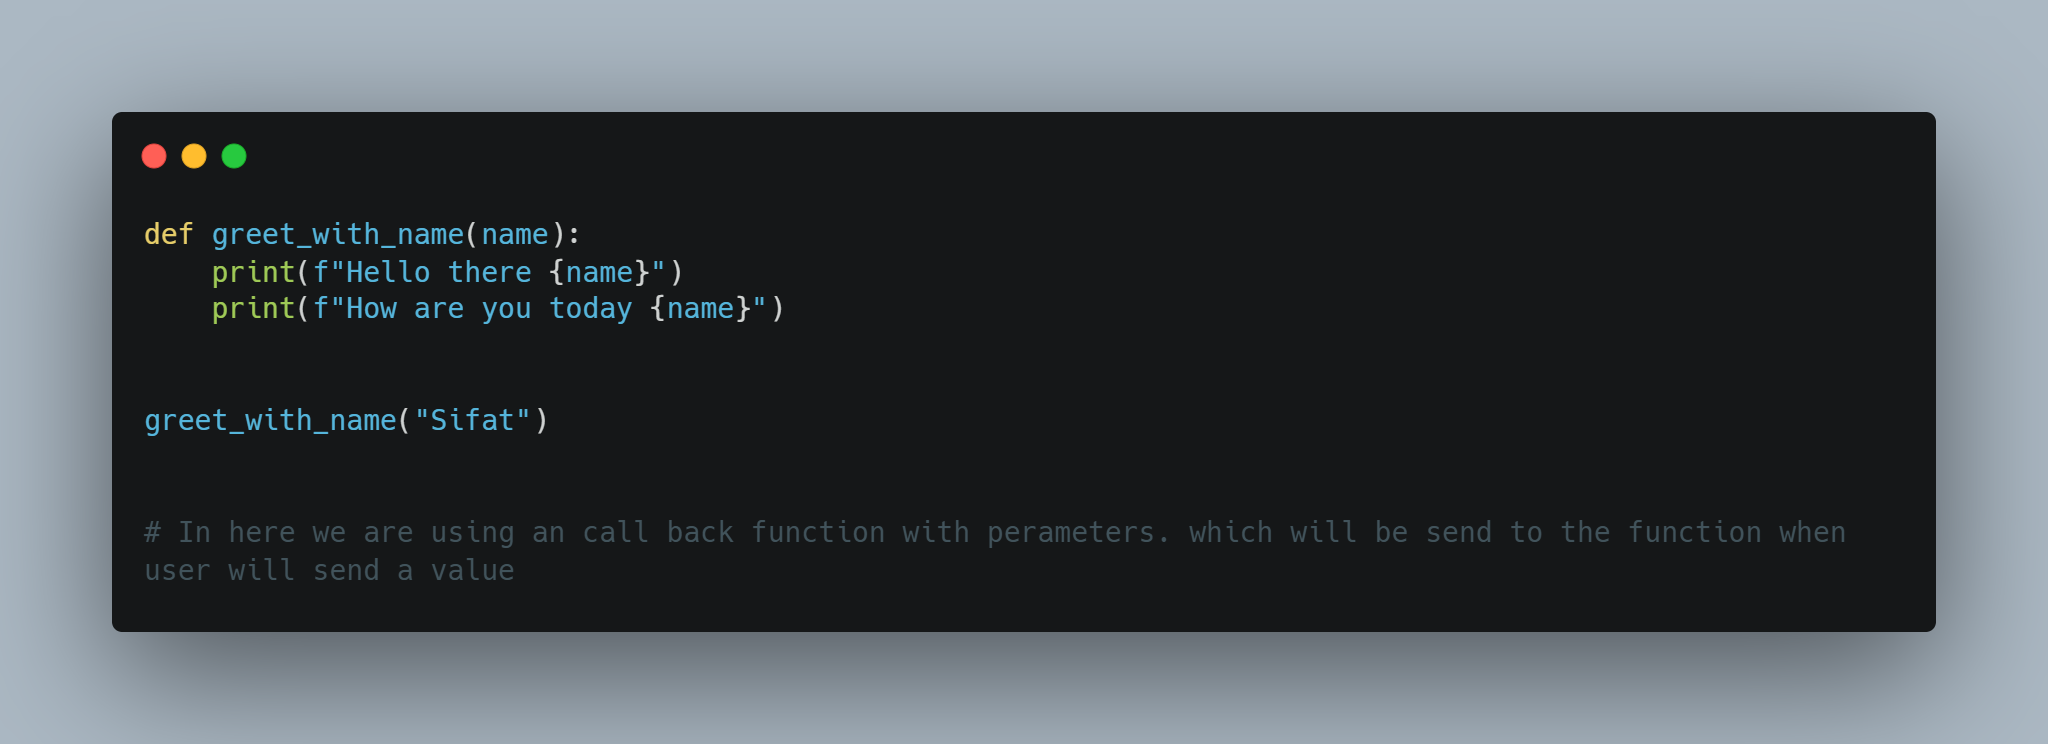 def greet_with_name(name):
    print(f"Hello there {name}")
    print(f"How are you today {name}")
greet_with_name("Sifat")
# In here we are using an call back function with perameters. which will be send to the function when
user will send a value